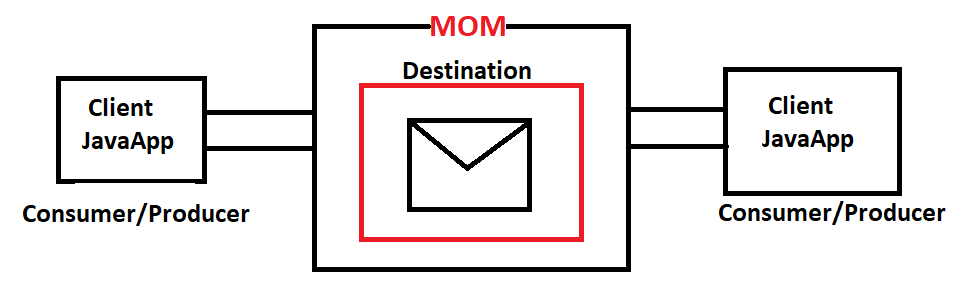 MOM
Destination
Client
JavaApp
Consumer/Producer
Client
JavaApp
Consumer/Producer